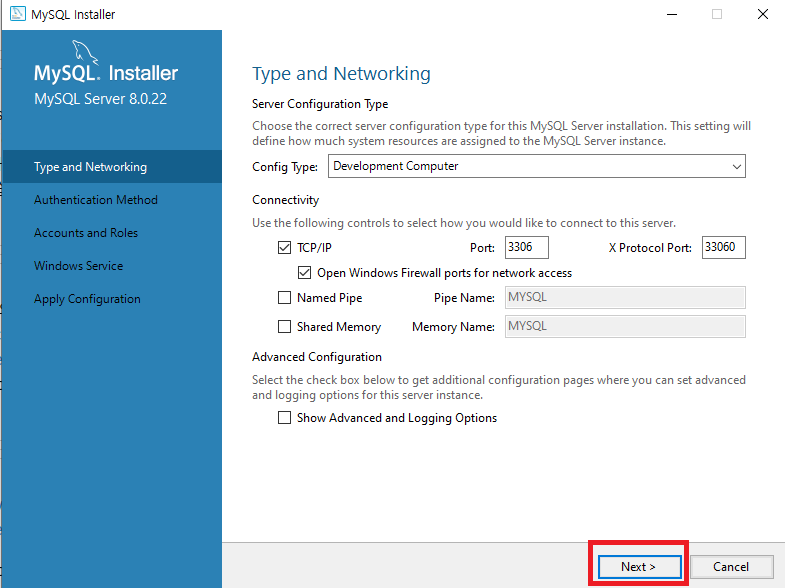 MySQL Installer
MySQL. Installer
MySQL Server 8.0.22
Type and Networking
Authentication Method
Accounts and Roles
Windows Service
Apply Configuration
Type and Networking
Server Configuration Type
Choose the correct server configuration type for this MySQL Server installation. This setting will
define how much system resources are assigned to the MySQL Server instance.
Config Type: Development Computer
Connectivity
Use the following controls to select how you would like to connect to this server.
TCP/IP Port: 3306 X Protocol Port: 33060
Open Windows Firewall ports for network access
Named Pipe Pipe Name: MYSQL
Shared Memory Memory Name: MYSQL
Advanced Configuration
Select the check box below to get additional configuration pages where you can set advanced
and logging options for this server instance.
Show Advanced and Logging Options
Next > Cancel